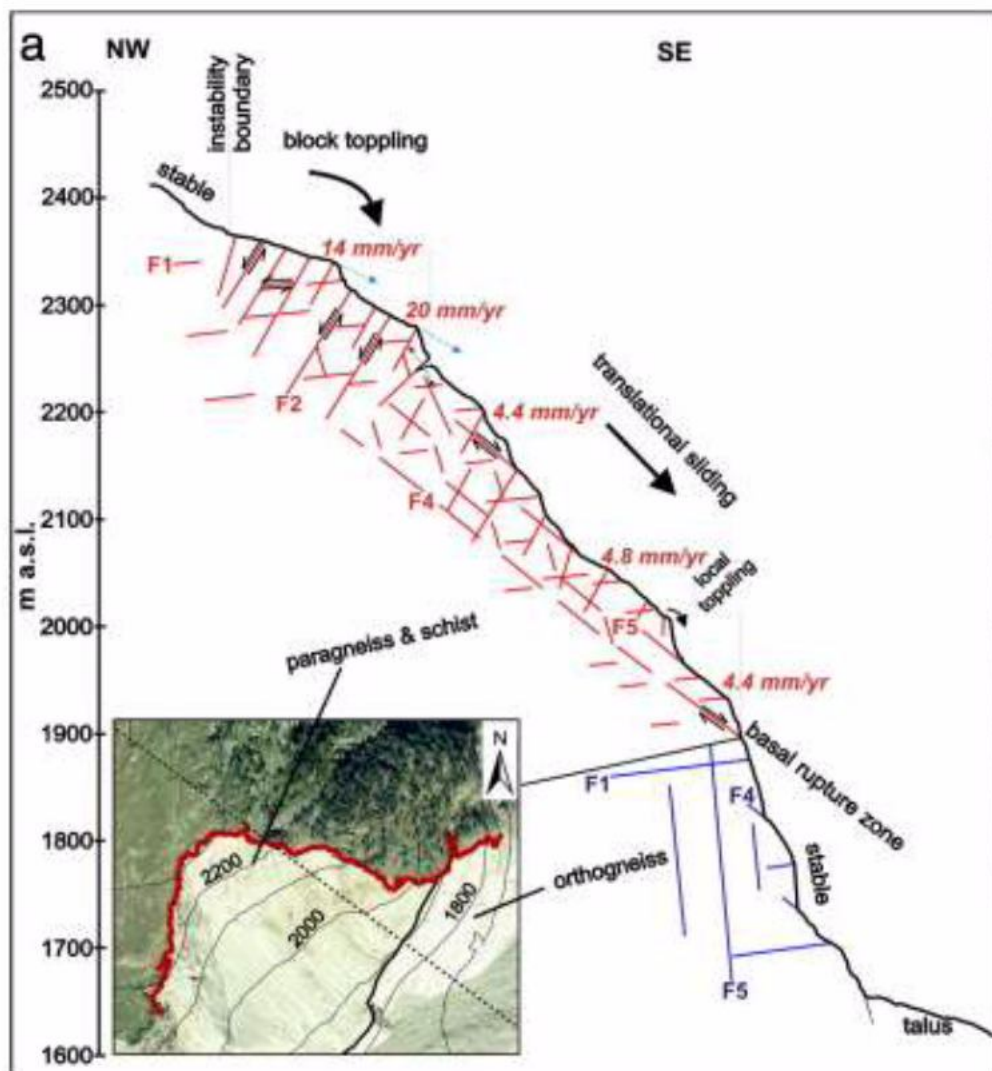 a
NW
SE
2500
2400
2300
2200
2100
2000
1900
1800
1700
1600
m a.s.l.
instability
boundary
block toppling
stable
14 mm/yr
F1
20 mm/yr
translational sliding
F2
4.4 mm/yr
F4
4.8 mm/yr
local
toppling
F5
paragneiss & schist
4.4 mm/yr
basal rupture zone
N
F1
F4
2200
stable
orthogneiss
1800
2000
F5
talus